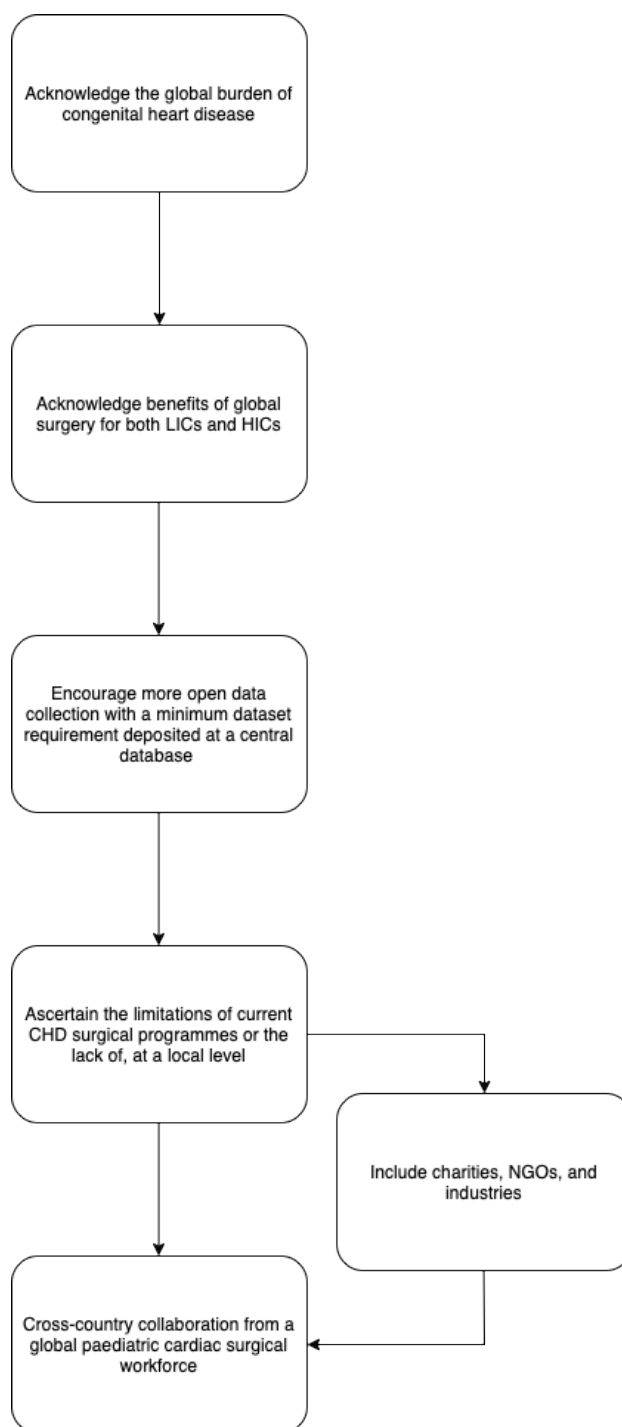 Acknowledge the global burden of
congenital heart disease
Acknowledge benefits of global
surgery for both LICs and HICs
Encourage more open data
collection with a minimum dataset
requirement deposited at a central
database
Ascertain the limitations of current
CHD surgical programmes or the
lack of, at a local level
Include charities, NGOs, and
industries
Cross-country collaboration from a
global paediatric cardiac surgical
workforce